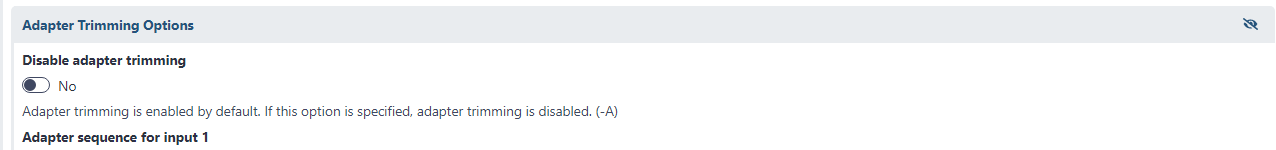 Adapter Trimming Options
Disable adapter trimming
No
Adapter trimming is enabled by default. If this option is specified, adapter trimming is disabled. (-A)
Adapter sequence for input 1